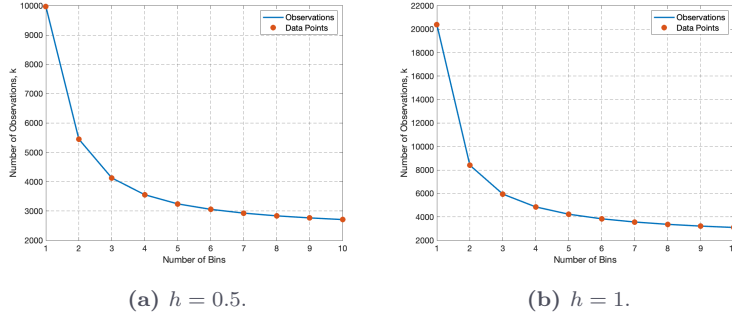 10000
9000
8000
7000
6000
5000
4000
3000
2000
Number of Observations, k
Observations
Data Points
1 2 3 4 5 6 7 8 9 10
Number of Bins
(a) h = 0.5.
22000
20000
18000
16000
14000
12000
10000
8000
6000
4000
2000
Number of Observations, k
Observations
Data Points
1 2 3 4 5 6 7 8 9
Number of Bins
(b) h = 1.